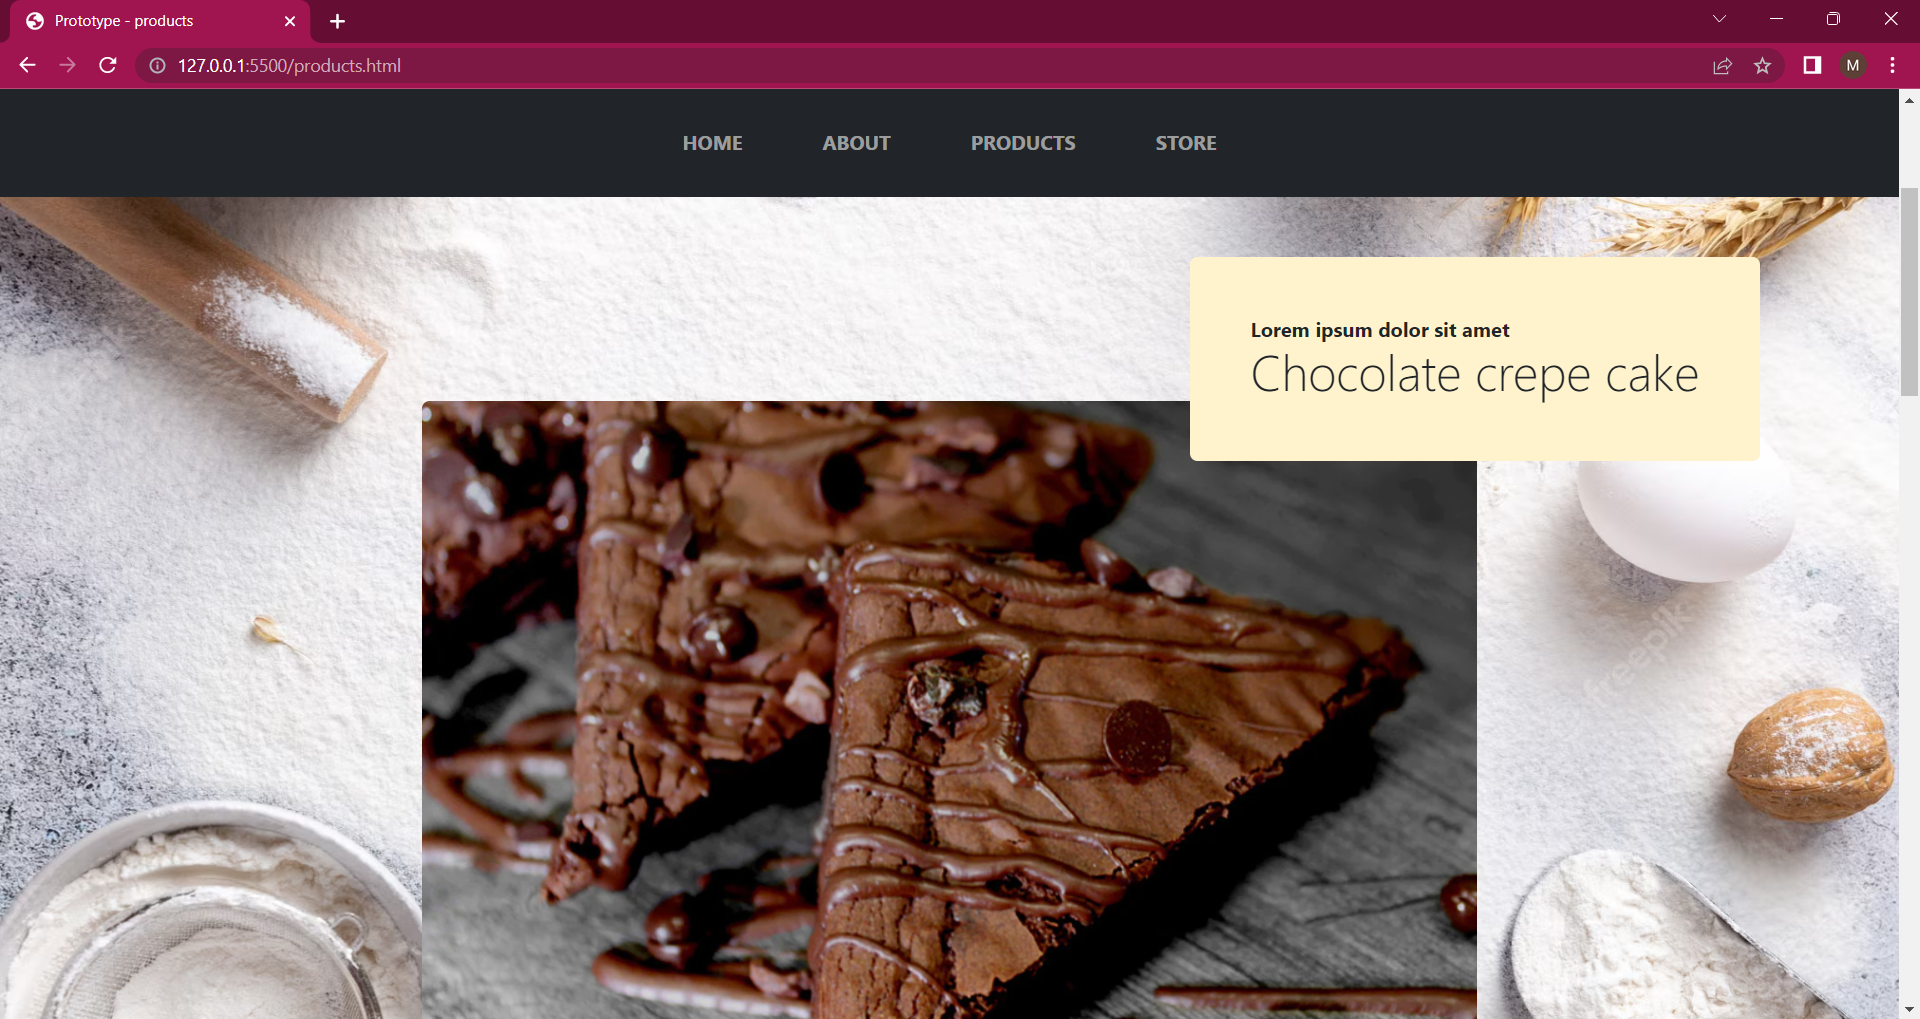 Prototype - products
127.0.0.1:5500/products.html
M
HOME ABOUT PRODUCTS STORE
Lorem ipsum dolor sit amet
Chocolate crepe cake
freepik